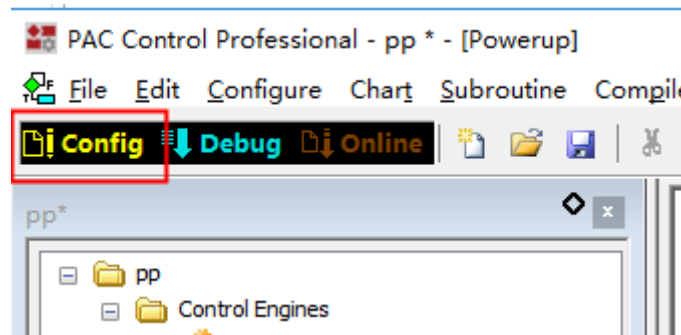 PAC Control Professional - pp * - [Powerup]
File Edit Configure Chart Subroutine Compile
Config Debug Online
pp*
pp
Control Engines